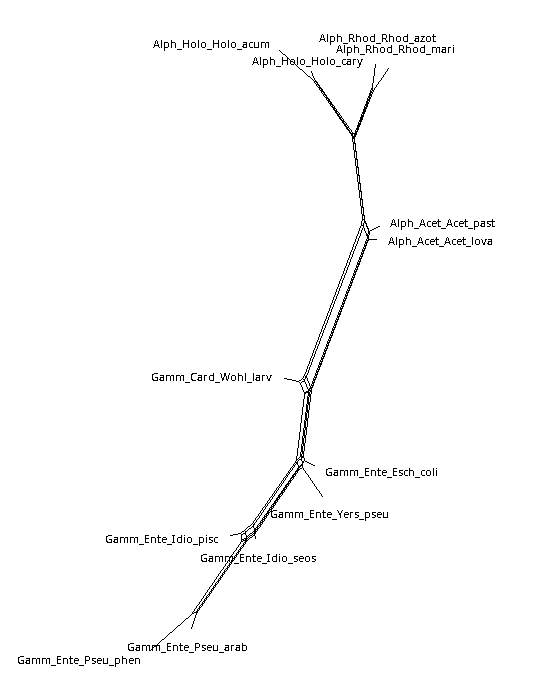 Alph_Rhod_Rhod_azot
Alph_Holo_Holo_acum
Alph_Rhod_Rhod_mari
Alph_Holo_Holo_cary
Alph_Acet_Acet_past
Alph_Acet_Acet_lova
Gamm_Card_Wohl_larv
Gamm_Ente_Esch_coli
Gamm_Ente_Yers_pseu
Gamm_Ente_Idio_pisc
Gamm_Ente_Idio_seos
Gamm_Ente_Pseu_arab
Gamm_Ente_Pseu_phen